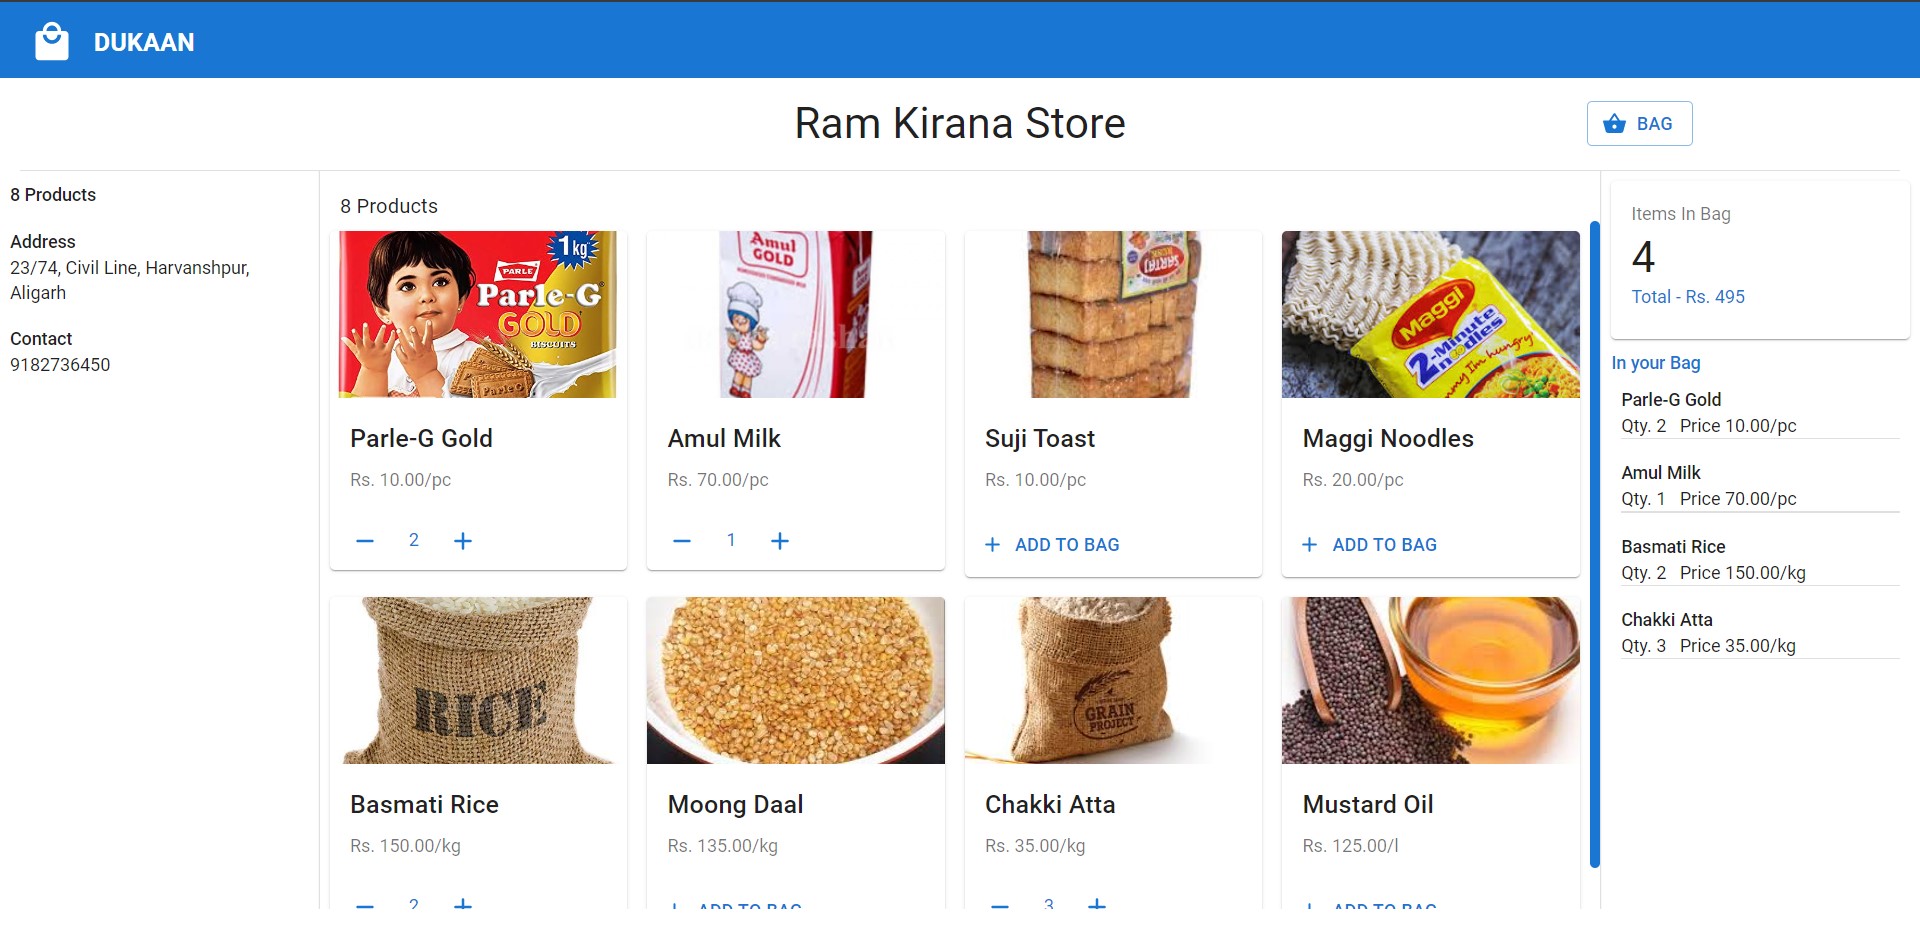 DUKAAN
Ram Kirana Store
BAG
8 Products
Address
23/74, Civil Line, Harvanshpur,
Aligarh
Contact
9182736450
8 Products
1kg
PARLE
Parle-G
GOLD
BISCUITS
Parle-G
Amul
GOLD
SARTAJ
Maggi
2-Minute
noodles
my I'm hungry
Parle-G Gold
Amul Milk
Suji Toast
Maggi Noodles
Rs. 10.00/pc
Rs. 70.00/pc
Rs. 10.00/pc
Rs. 20.00/pc
2
1
ADD TO BAG
ADD TO BAG
RICE
GRAIN
PROJECT
Basmati Rice
Moong Daal
Chakki Atta
Mustard Oil
Rs. 150.00/kg
Rs. 135.00/kg
Rs. 35.00/kg
Rs. 125.00/l
2
ADD TO BAG
3
ADD TO BAG
Items In Bag
4
Total - Rs. 495
In your Bag
Parle-G Gold
Qty. 2 Price 10.00/pc
Amul Milk
Qty. 1 Price 70.00/pc
Basmati Rice
Qty. 2 Price 150.00/kg
Chakki Atta
Qty. 3 Price 35.00/kg